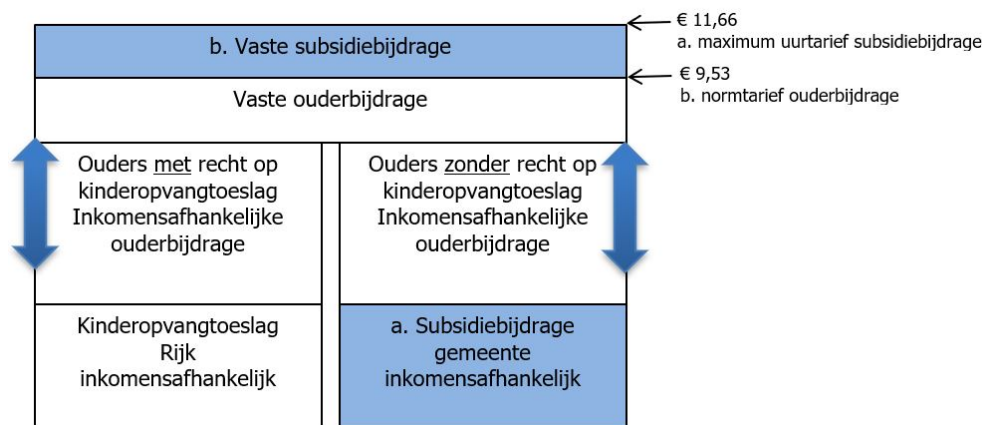 € 11,66
a. maximum uurtarief subsidiebijdrage
b. Vaste subsidiebijdrage
€ 9,53
b. normtarief ouderbijdrage
Vaste ouderbijdrage
Ouders met recht op
kinderopvangtoeslag
Inkomensafhankelijke
ouderbijdrage
Ouders zonder recht op
kinderopvangtoeslag
Inkomensafhankelijke
ouderbijdrage
Kinderopvangtoeslag
Rijk
inkomensafhankelijk
a. Subsidiebijdrage
gemeente
inkomensafhankelijk